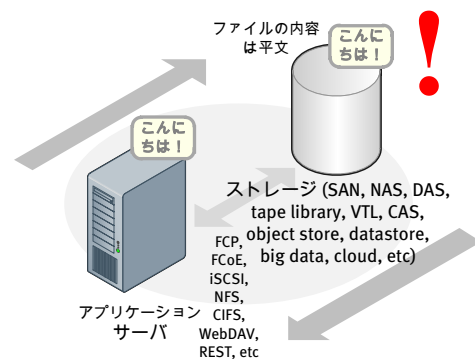 ファイルの内容
は平文
こんに
ちは！
!
こんに
ちは！
ストレージ (SAN, NAS, DAS,
tape library, VTL, CAS,
object store, datastore,
big data, cloud, etc)
FCP,
FCoE,
iSCSI,
NFS,
CIFS,
WebDAV,
REST, etc
アプリケーション
サーバ